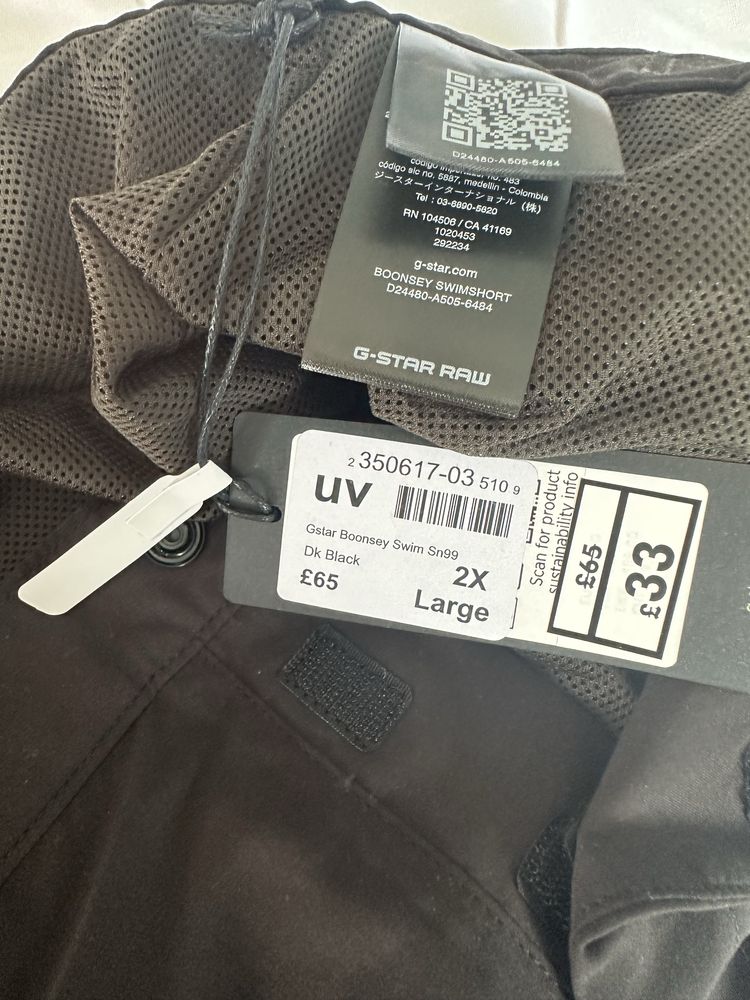 D24480-A505-6484
código importador no. 483
código sic no. 5887, medellin - Colombia
ジースターインターナショナル (株)
Tel : 03-6890-5820
RN 104506 / CA 41169
1020453
292234
g-star.com
BOONSEY SWIMSHORT
D24480-A505-6484
G-STAR RAW
2 350617-03 510 9
UV
Gstar Boonsey Swim Sn99
Dk Black
£65
2X
Large
Scan for product
sustainability info
£65
£33